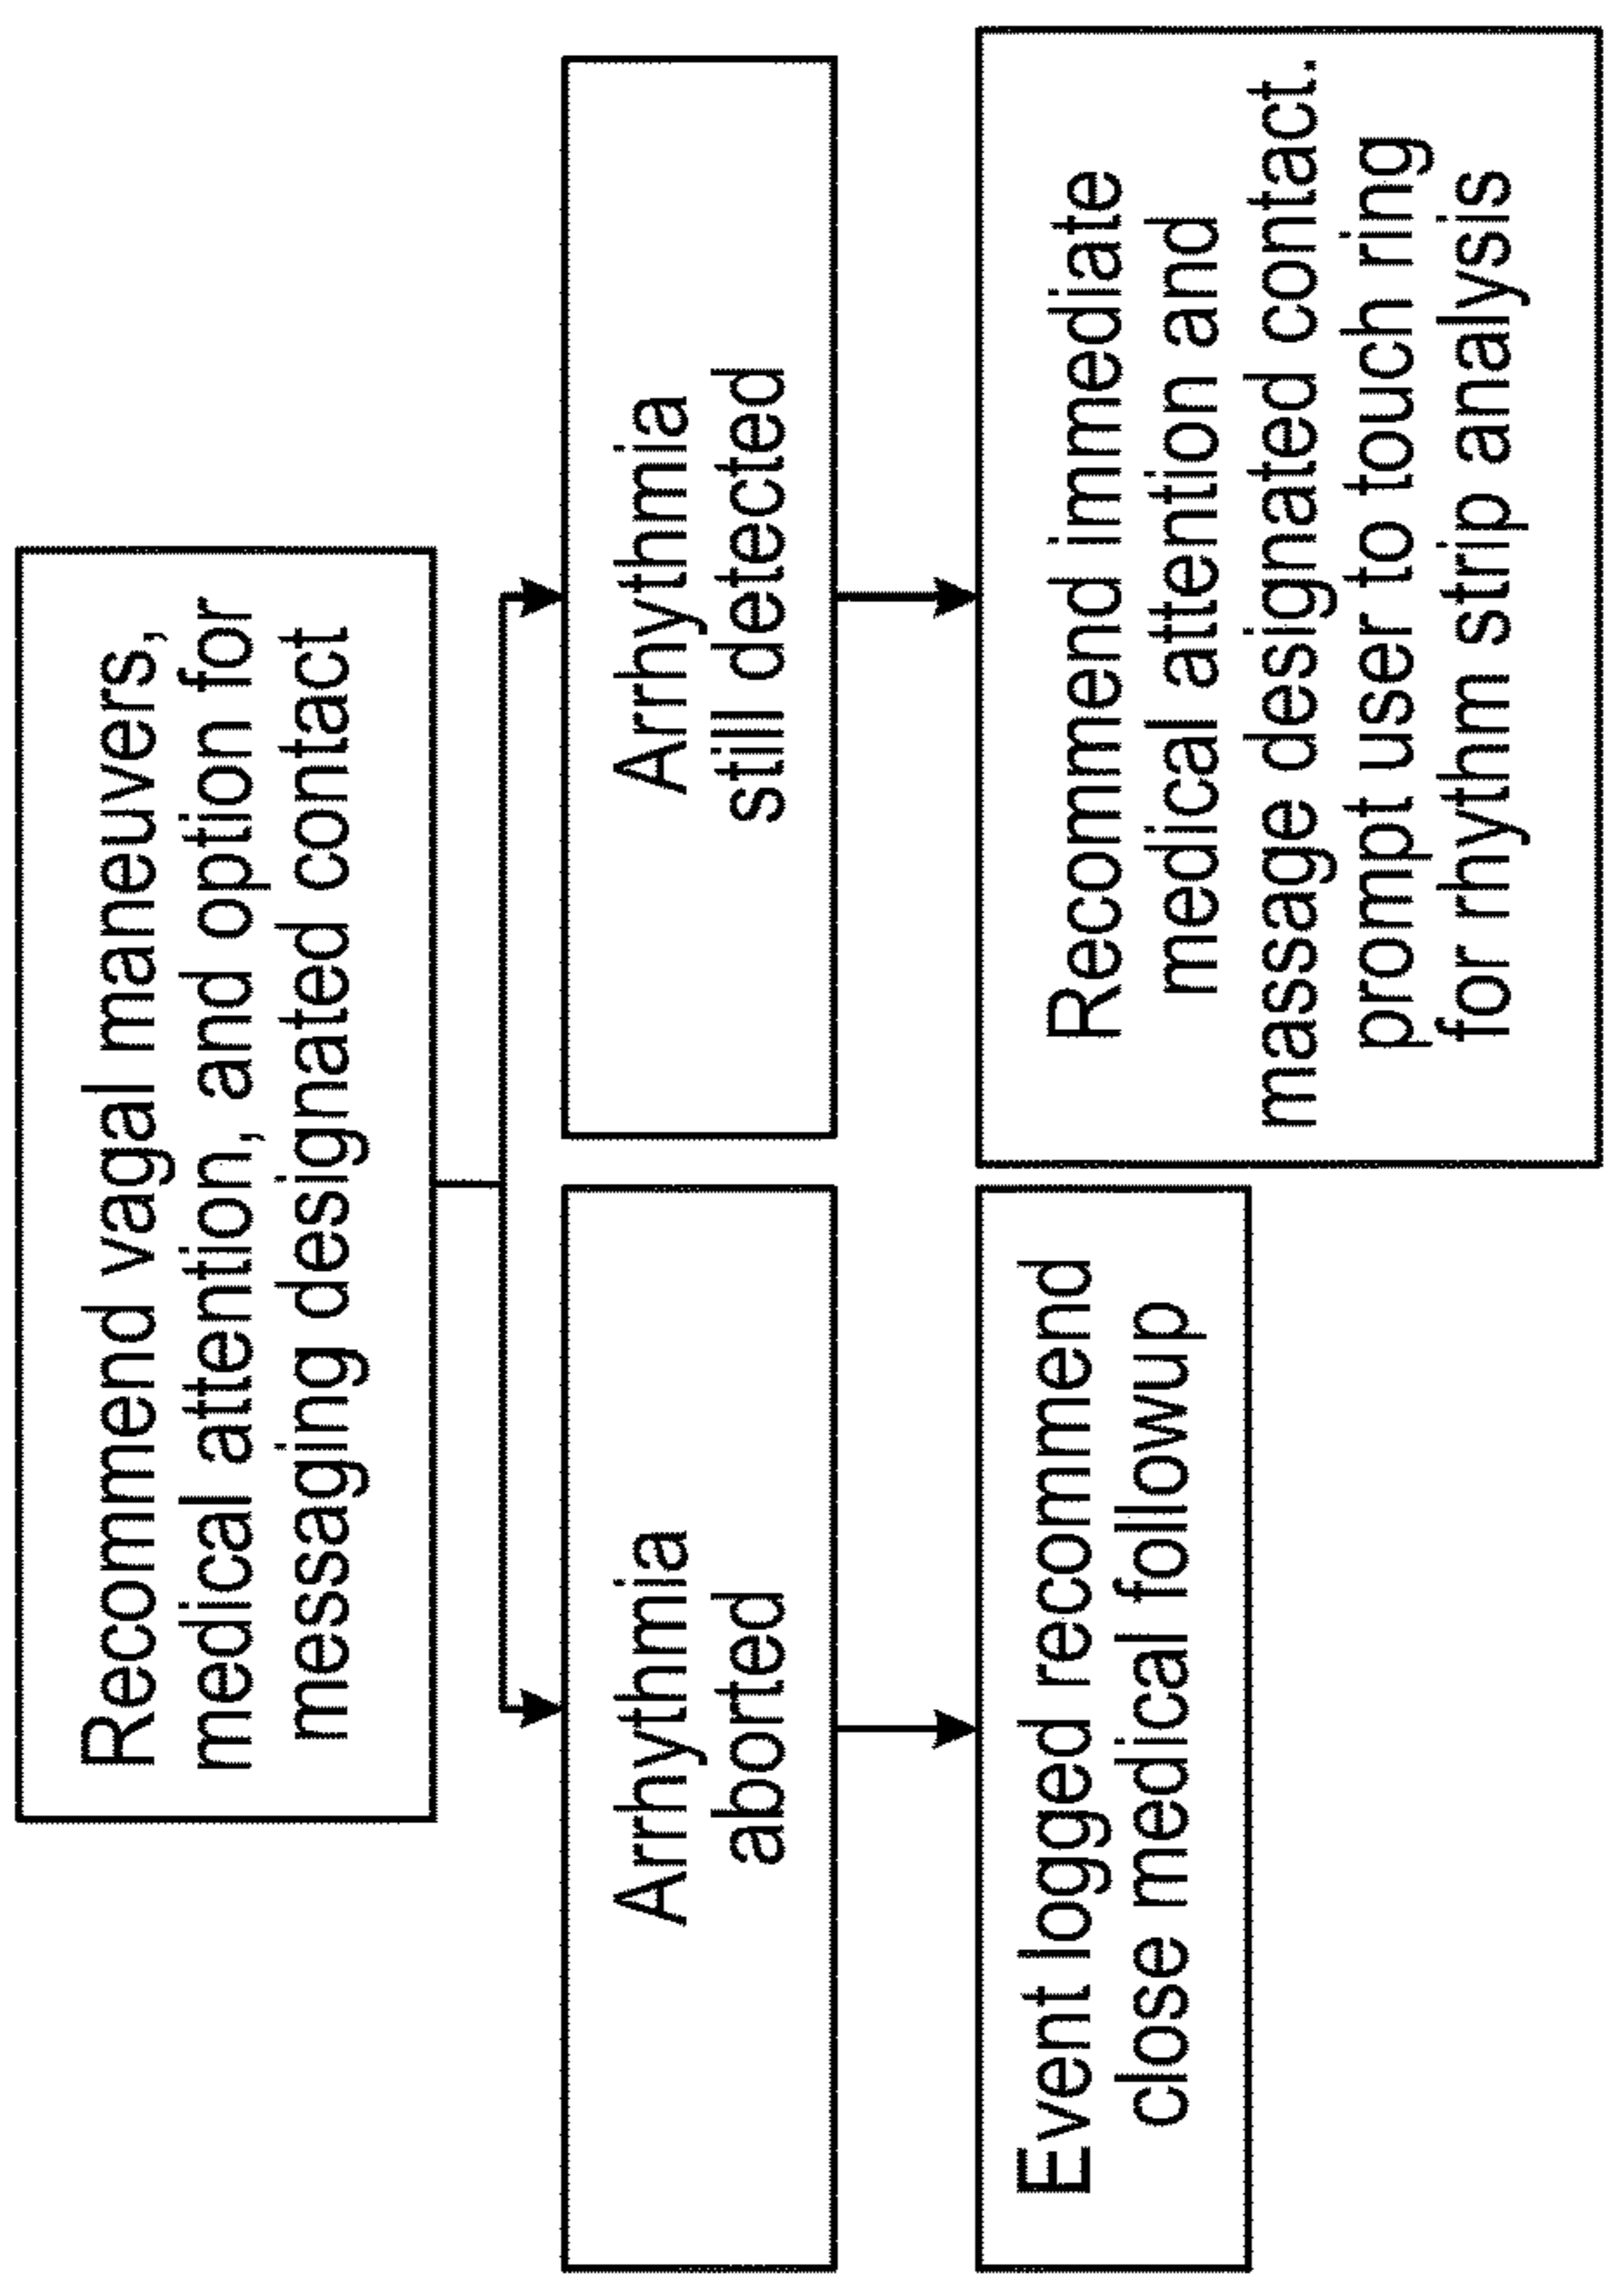 Recommend vagal maneuvers,
medical attention, and option for
messaging designated contact
Arrhythmia
aborted
Arrhythmia
still detected
Event logged recommend
close medical followup
Recommend immediate
medical attention and
massage designated contact.
prompt user to touch ring
for rhythm strip analysis